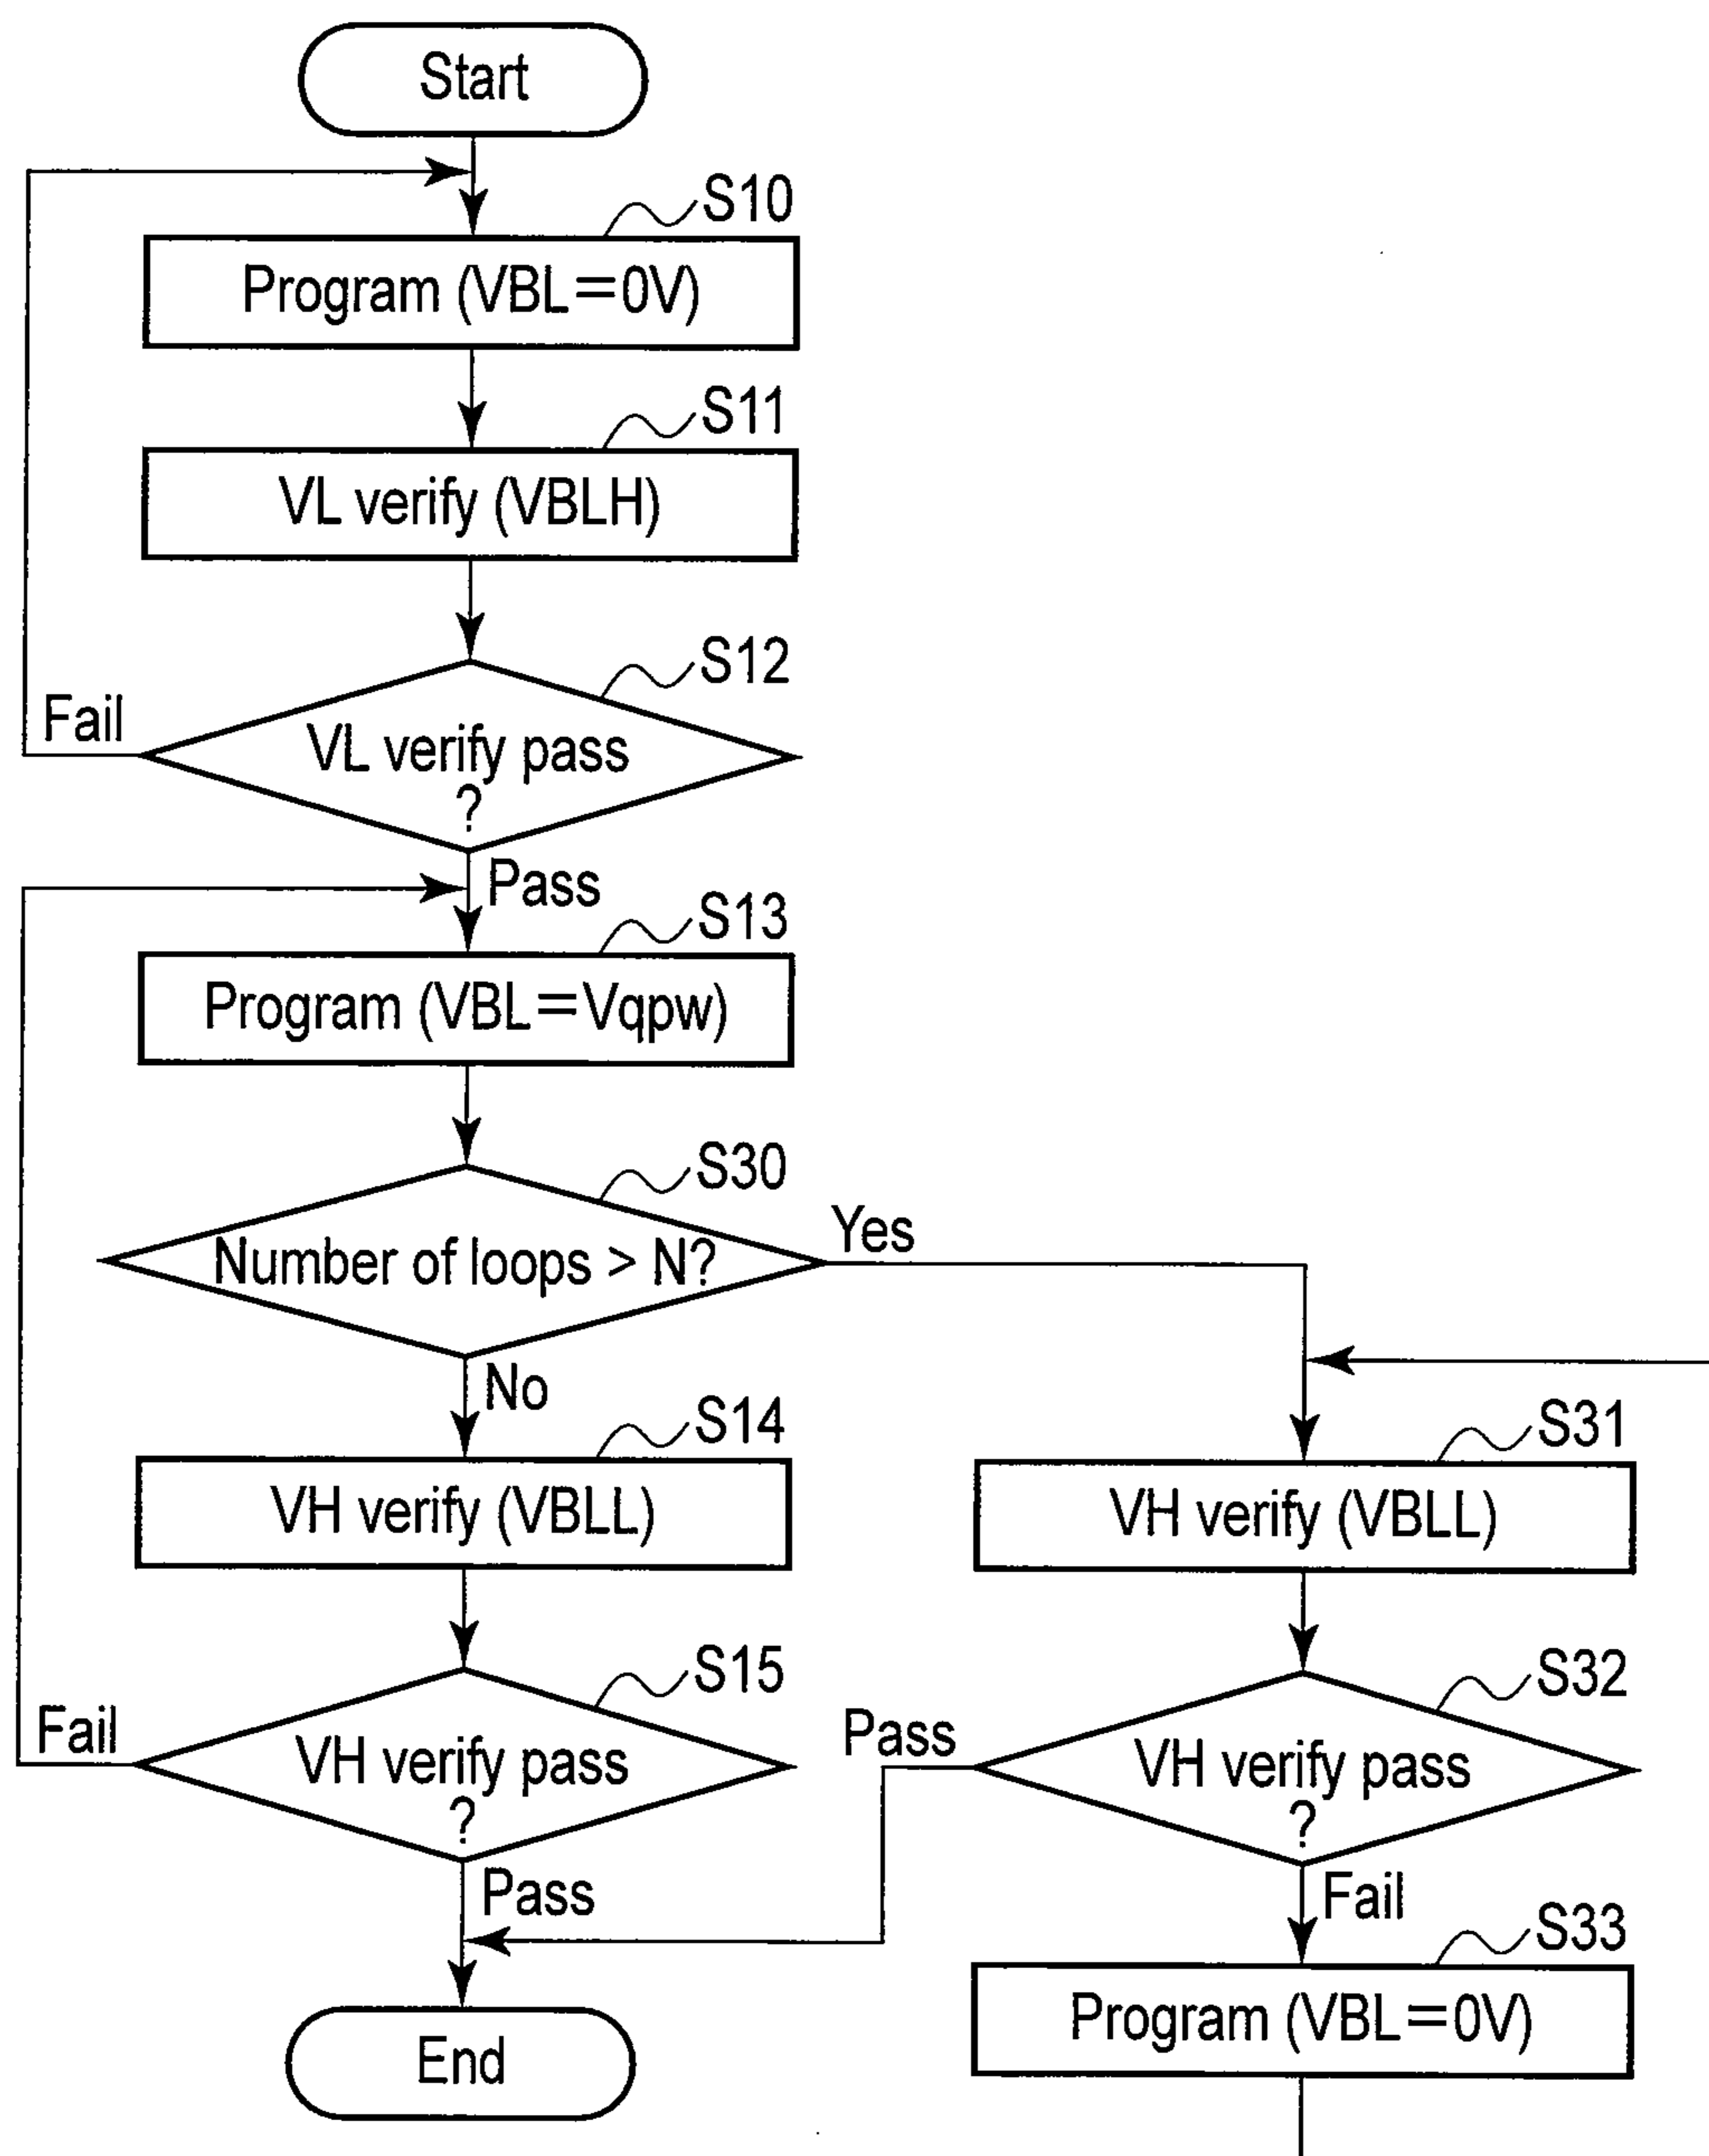 Start
S10
Program (VBL=0V)
S11
VL verify (VBLH)
S12
Fail
VL verify pass
?
Pass
S13
Program (VBL=Vqpw)
S30
Yes
Number of loops > N?
No
S14
VH verify (VBLL)
S31
VH verify (VBLL)
S15
Fail
VH verify pass
?
Pass
S32
Pass
VH verify pass
?
Fail
S33
Program (VBL=0V)
End